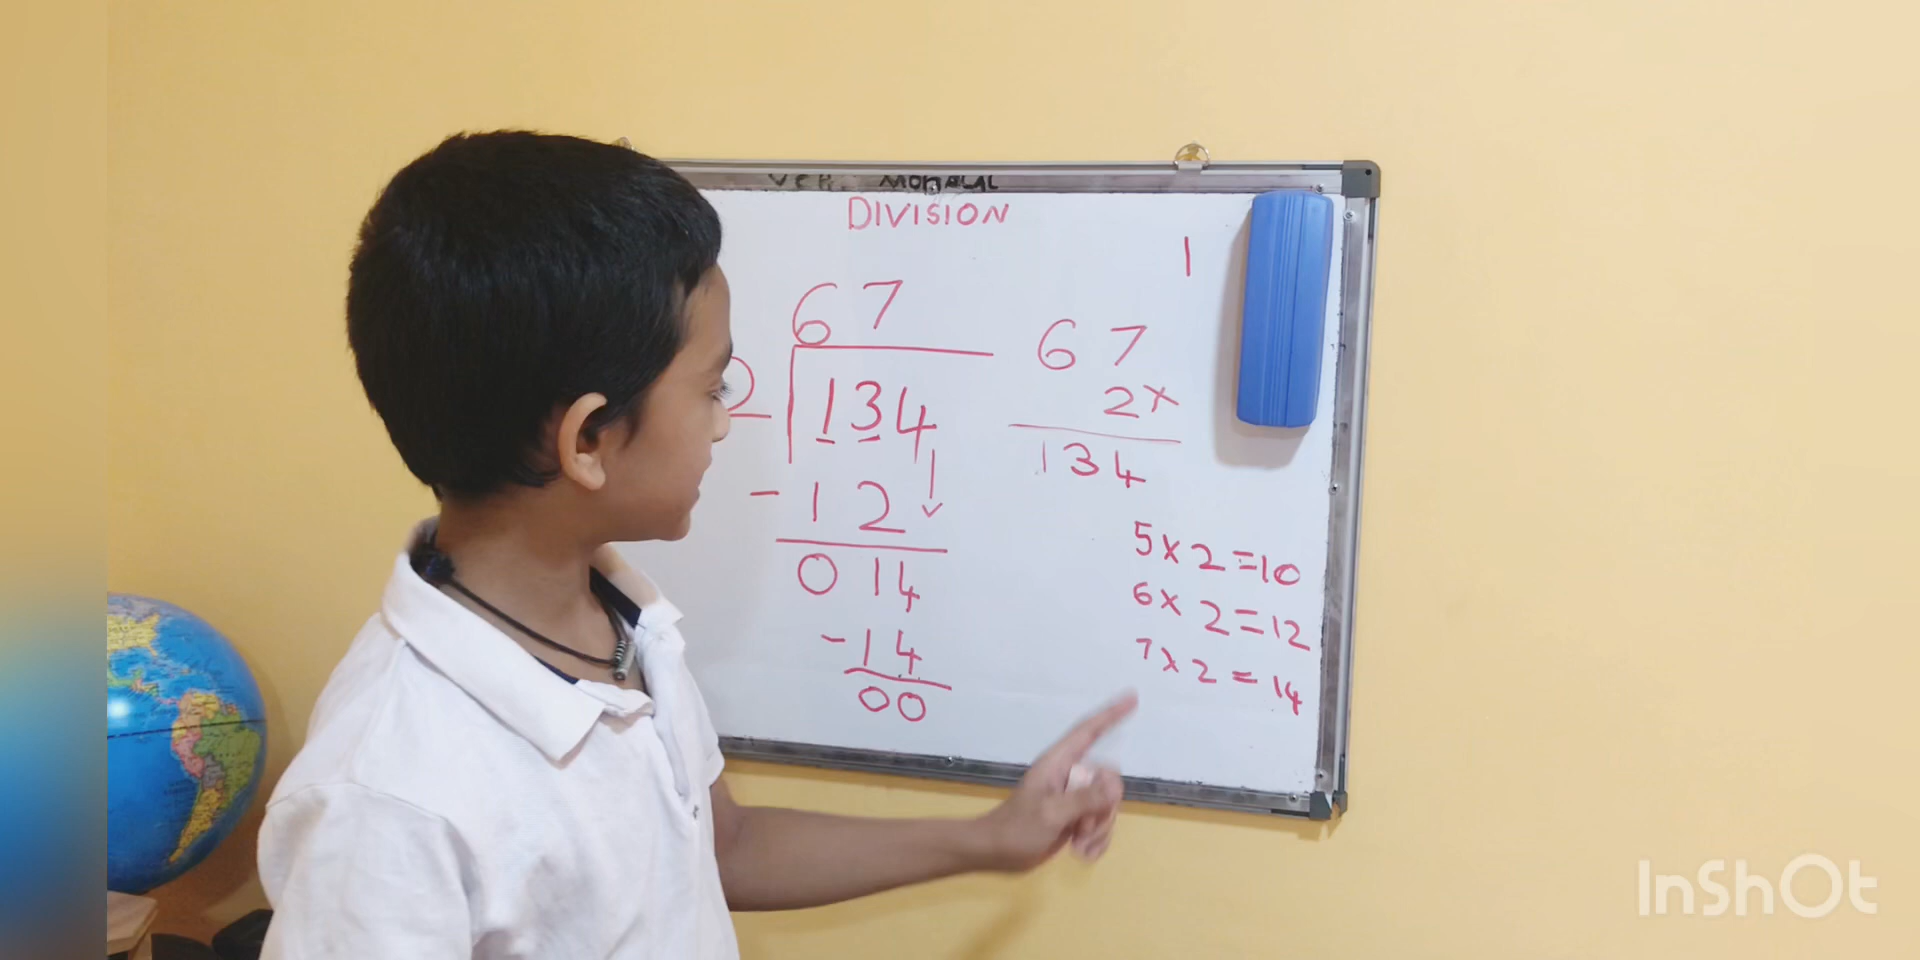 DIVISION
1
67
2 134
- 12
014
-14
00
67
2x
134
5x2=10
6x2=12
7x2=14
InShOt